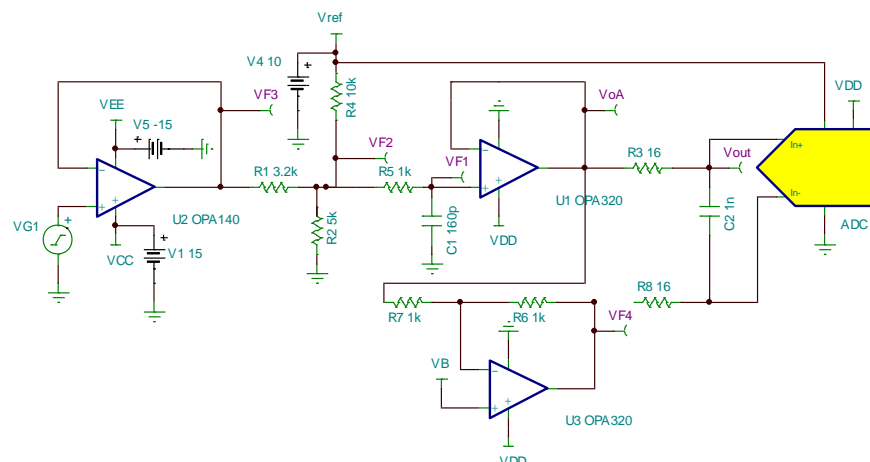 Vref
V4 10
R4 10k
VF3
VEE
V5 -15
VF2
R1 3.2k
R5 1k
VF1
U2 OPA140
VG1
VCC
V1 15
R2 5k
C1 160p
VoA
U1 OPA320
VDD
R3 16
Vout
VDD
In+
In-
C2 1n
ADC
R7 1k
R6 1k
VF4
R8 16
VB
U3 OPA320
VDD